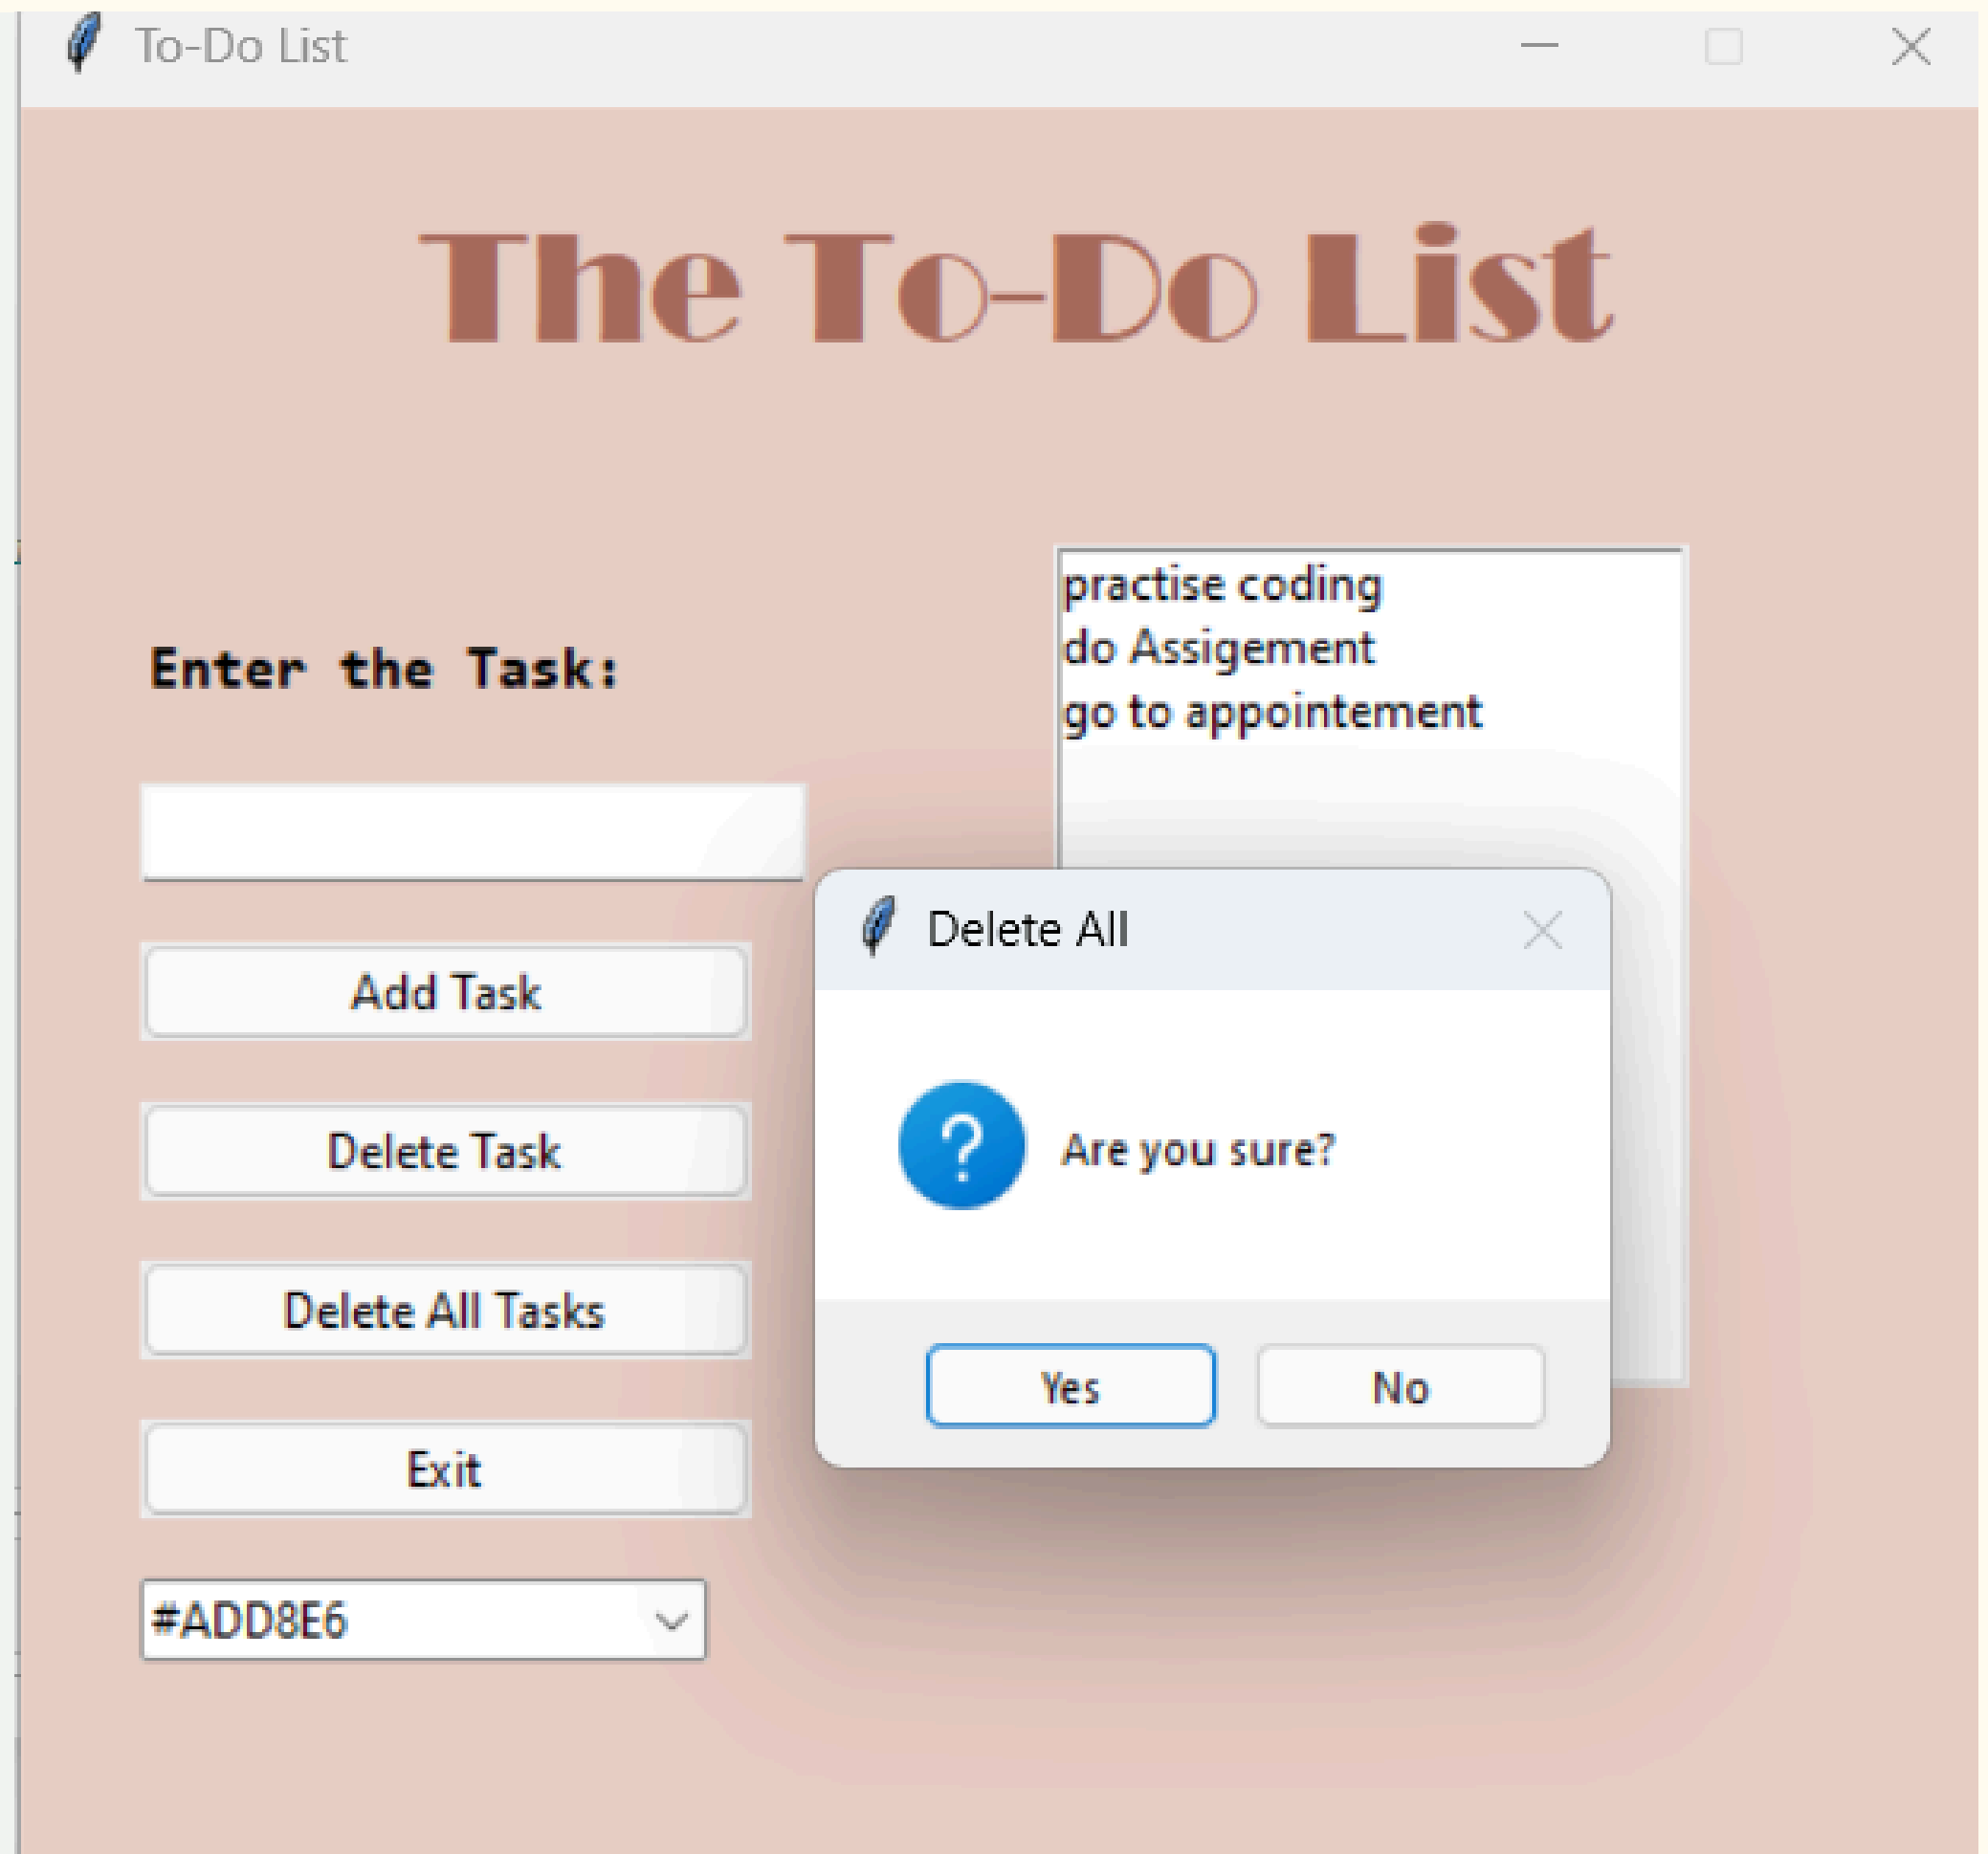 To-Do List
The To-Do List
Enter the Task:
practise coding
do Assigement
go to appointement
Add Task
Delete Task
Delete All Tasks
Exit
#ADD8E6
Delete All
Are you sure?
Yes
No